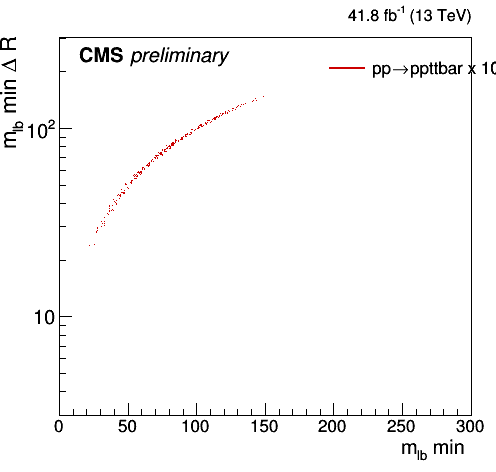 41.8 fb⁻¹ (13 TeV)
CMS preliminary
pp→ppttbar x 10
m_lb min Δ R
10²
10
0 50 100 150 200 250 300
m_lb min